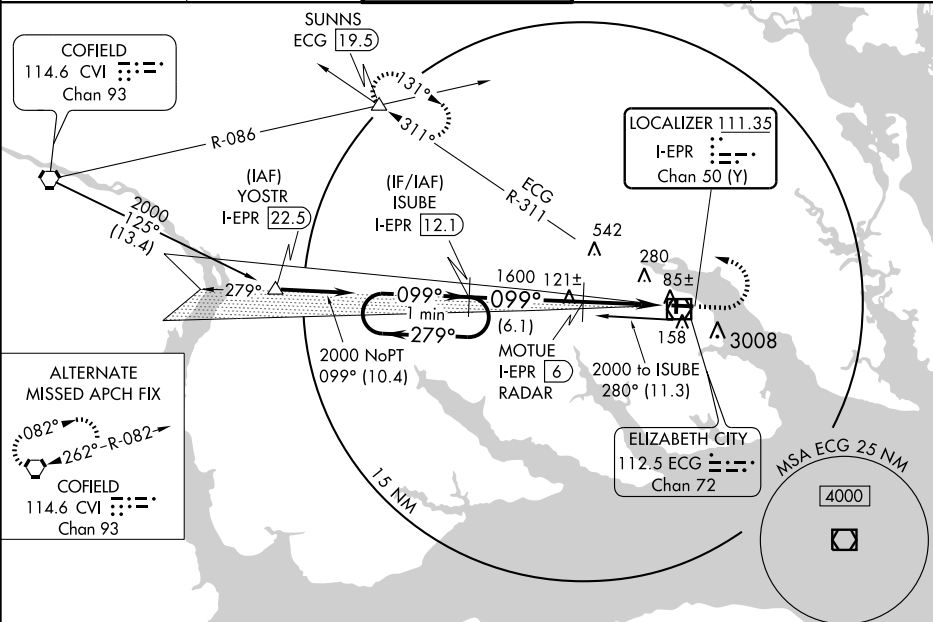 SUNNS
ECG 19.5
COFIELD
114.6 CVI
Chan 93
131°
311°
R-086
LOCALIZER 111.35
I-EPR
Chan 50 (Y)
(IAF)
YOSTR
I-EPR 22.5
(IF/IAF)
ISUBE
I-EPR 12.1
ECG
R-311
2000
125°
(13.4)
542
280
1600
121±
85±
279°
099°
099°
1 min
279°
(6.1)
158
3008
2000 NoPT
099° (10.4)
MOTUE
I-EPR 6
RADAR
2000 to ISUBE
280° (11.3)
ALTERNATE
MISSED APCH FIX
082°
262°
R-082
COFIELD
114.6 CVI
Chan 93
ELIZABETH CITY
112.5 ECG
Chan 72
15 NM
MSA ECG 25 NM
4000